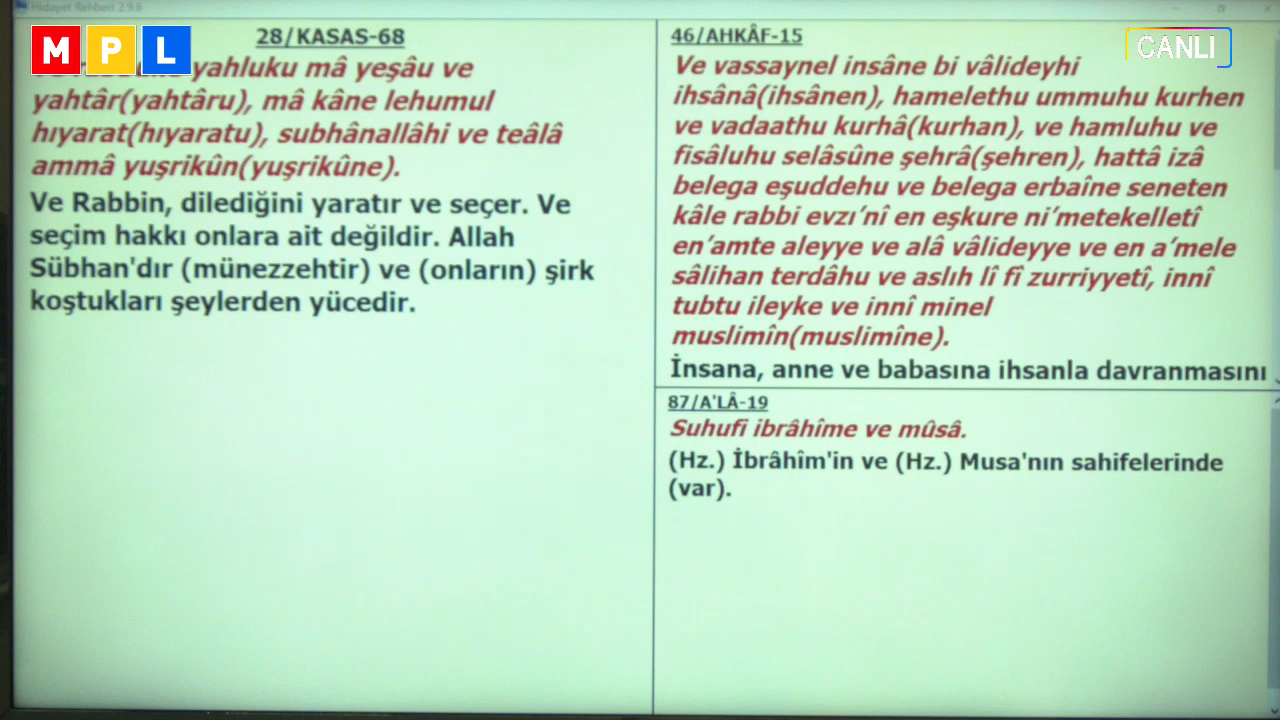 Hidayet Rehberi 2.9.6
MPL
CANLI
28/KASAS-68
yahluku mâ yeşâu ve
yahtâr(yahtâru), mâ kâne lehumul
hıyarat(hıyaratu), subhânallâhi ve teâlâ
ammâ yuşrikûn(yuşrikûne).
Ve Rabbin, dilediğini yaratır ve seçer. Ve
seçim hakkı onlara ait değildir. Allah
Sübhan'dır (münezzehtir) ve (onların) şirk
koştukları şeylerden yücedir.
46/AHKÂF-15
Ve vassaynel insâne bi vâlideyhi
ihsânâ(ihsânen), hamelethu ummuhu kurhen
ve vadaathu kurhâ(kurhan), ve hamluhu ve
fisâluhu selâsûne şehrâ(şehren), hattâ izâ
belega eşuddehu ve belega erbaîne seneten
kâle rabbi evzı'nî en eşkure ni'metekelletî
en'amte aleyye ve alâ vâlideyye ve en a'mele
sâlihan terdâhu ve aslıh lî fî zurriyyetî, innî
tubtu ileyke ve innî minel
muslimîn(muslimîne).
İnsana, anne ve babasına ihsanla davranmasını
87/A'LÂ-19
Suhufi ibrâhîme ve mûsâ.
(Hz.) İbrâhîm'in ve (Hz.) Musa'nın sahifelerinde
(var).